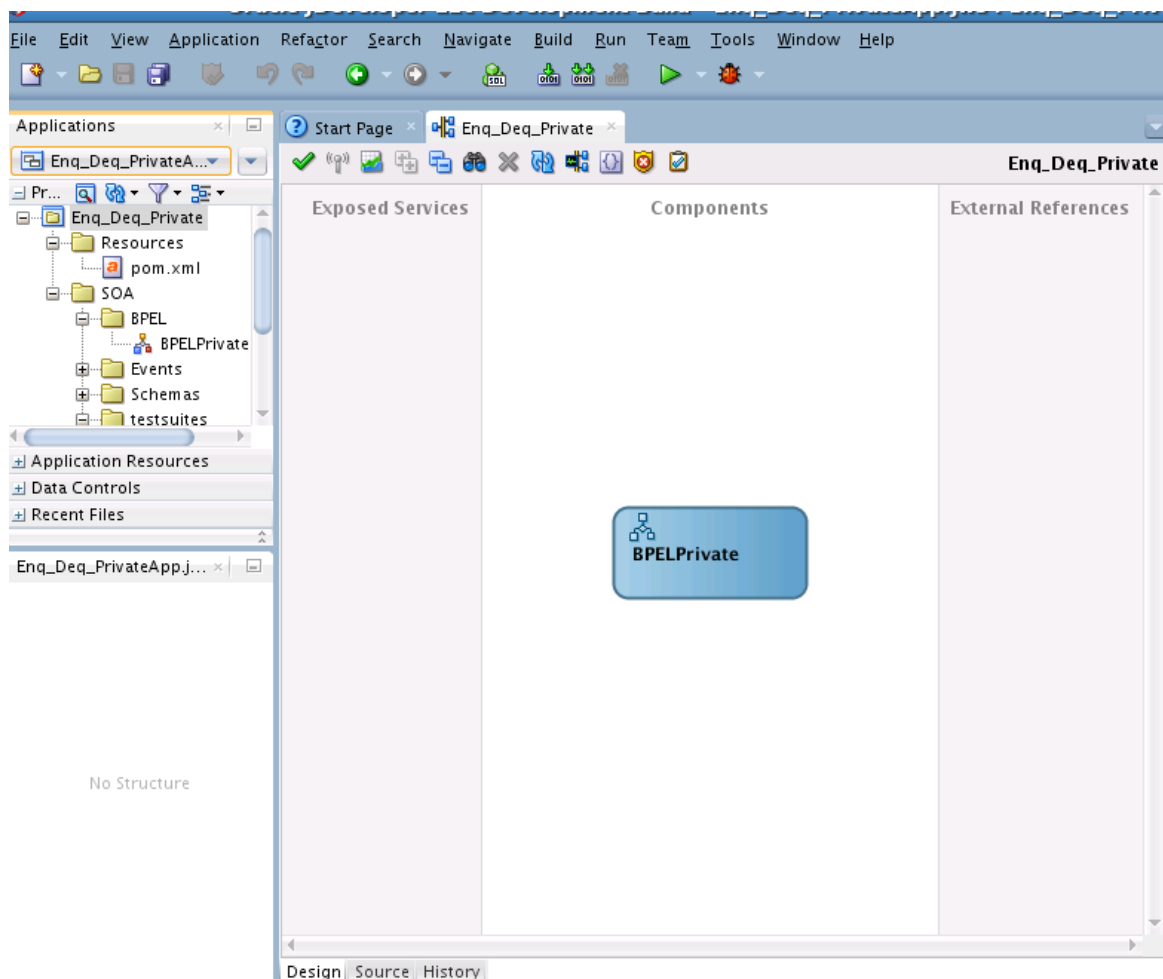 File Edit View Application Refactor Search Navigate Build Run Team Tools Window Help
Applications
Start Page
Enq_Deq_Private
Enq_Deq_PrivateA...
Enq_Deq_Private
Pr...
Exposed Services
Components
External References
Enq_Deq_Private
Resources
pom.xml
SOA
BPEL
BPELPrivate
Events
Schemas
testsuites
Application Resources
Data Controls
Recent Files
Enq_Deq_PrivateApp.j...
BPELPrivate
No Structure
Design Source History